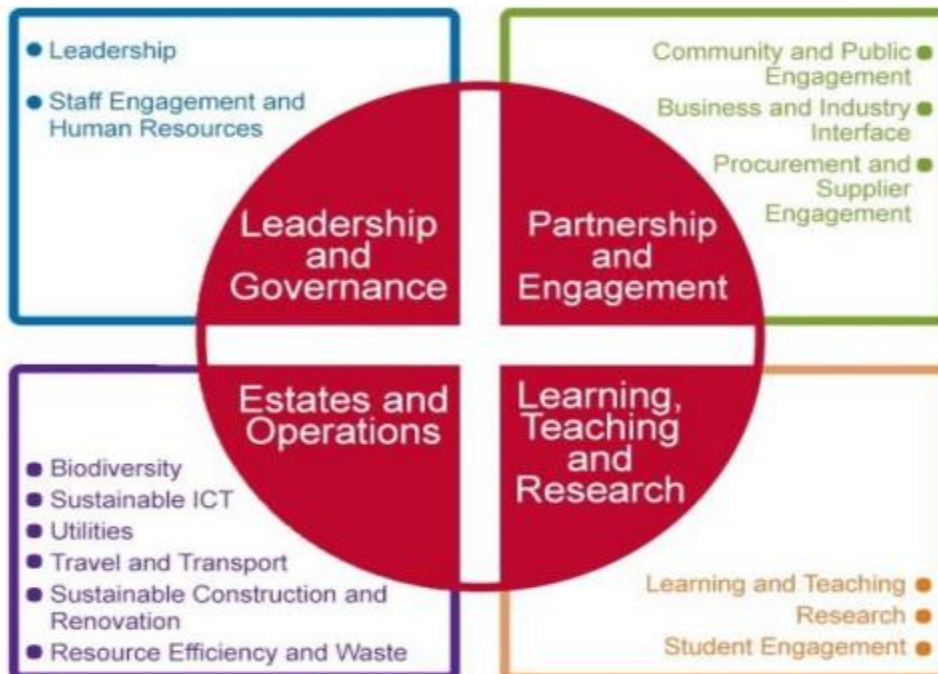 Leadership
Staff Engagement and
Human Resources
Community and Public
Engagement
Business and Industry
Interface
Procurement and
Supplier
Engagement
Leadership
and
Governance
Partnership
and
Engagement
Estates and
Operations
Learning,
Teaching
and
Research
Biodiversity
Sustainable ICT
Utilities
Travel and Transport
Sustainable Construction and
Renovation
Resource Efficiency and Waste
Learning and Teaching
Research
Student Engagement